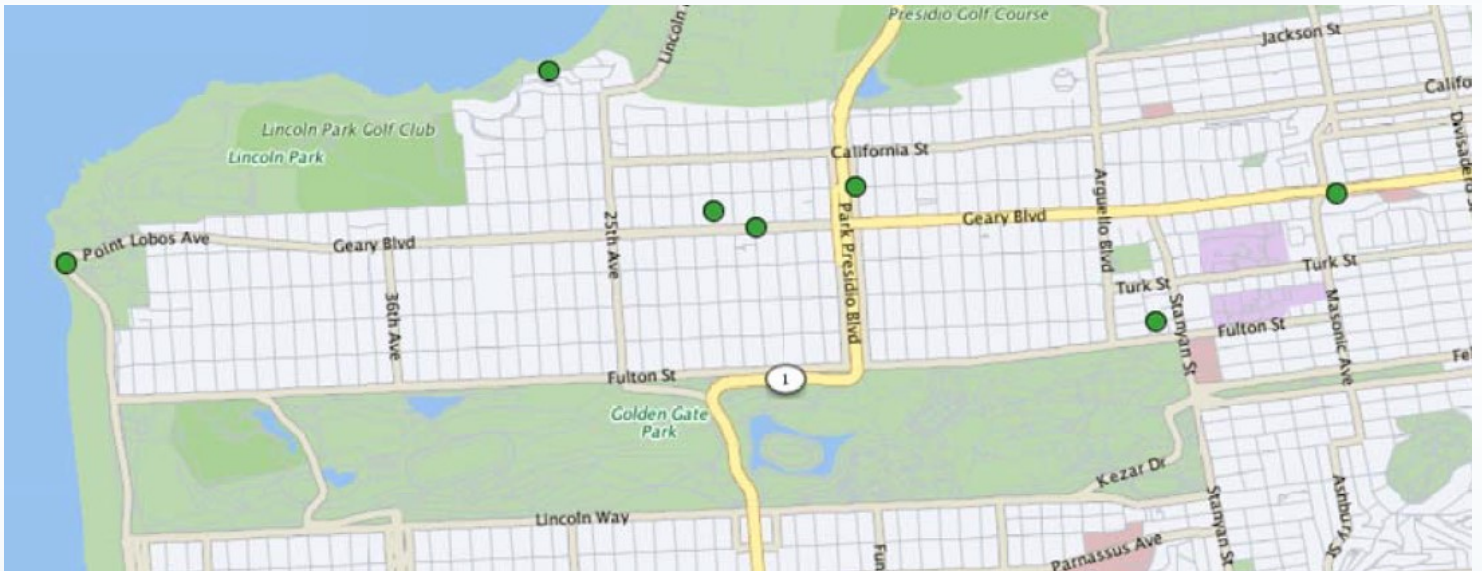 Presidio Golf Course
Lincoln
Jackson St
Califo
Lincoln Park Golf Club
Lincoln Park
California St
Divisadero S
Arguello Blvd
Park Presidio Blvd
25th Ave
Geary Blvd
Point Lobos Ave
Geary Blvd
Turk St
Turk St
36th Ave
Stanyan St
Masonic Ave
Fulton St
Fel
Fulton St
1
Golden Gate
Park
Kezar Dr
Ashbury St
Stanyan St
Lincoln Way
Fun
Parnassus Ave